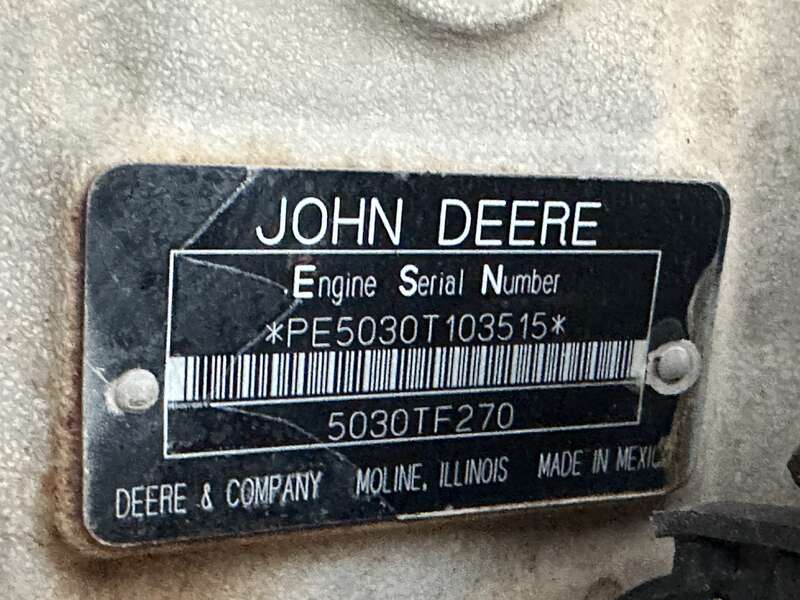 JOHN DEERE
Engine Serial Number
*PE5030T103515*
5030TF270
DEERE & COMPANY MOLINE, ILLINOIS MADE IN MEXIC